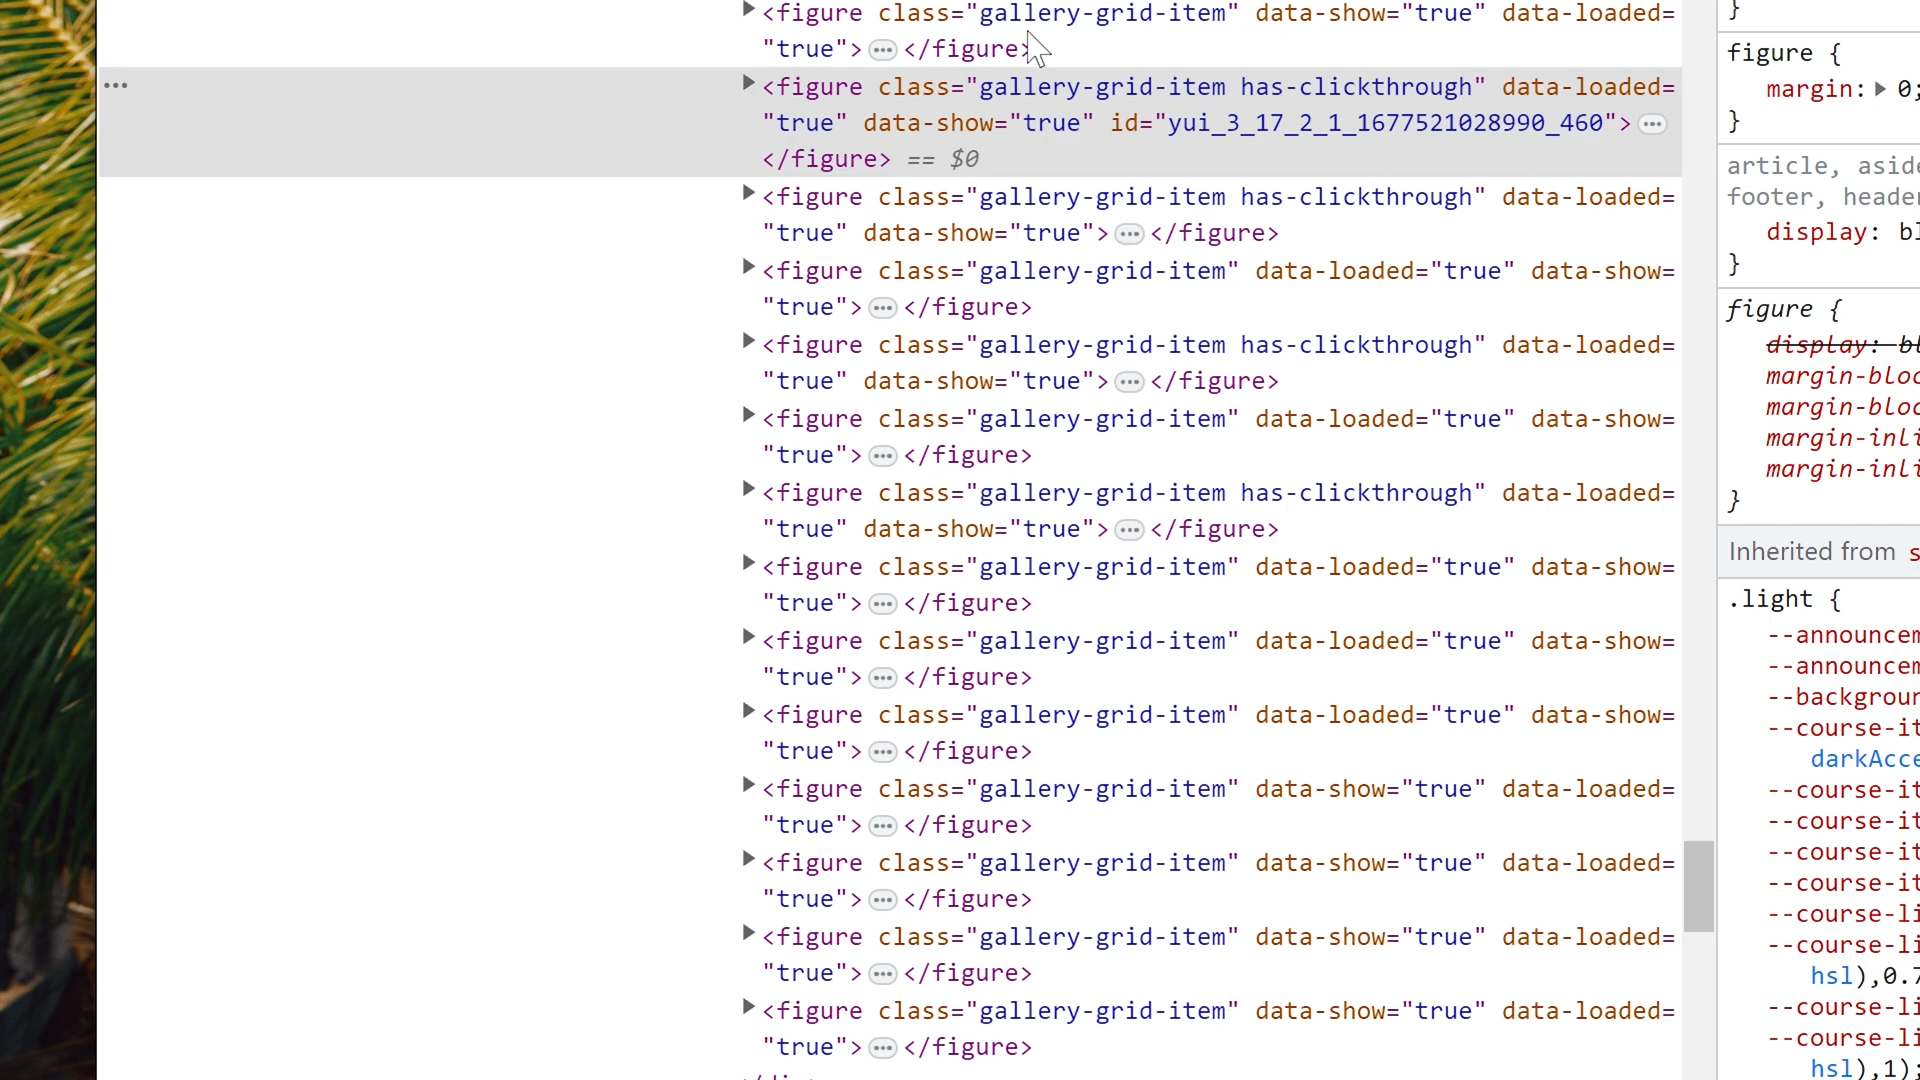 <figure class="gallery-grid-item" data-show="true" data-loaded=
"true"> ••• </figure>
••• <figure class="gallery-grid-item has-clickthrough" data-loaded=
"true" data-show="true" id="yui_3_17_2_1_1677521028990_460"> •••
</figure> == $0
<figure class="gallery-grid-item has-clickthrough" data-loaded=
"true" data-show="true"> ••• </figure>
<figure class="gallery-grid-item" data-loaded="true" data-show=
"true"> ••• </figure>
<figure class="gallery-grid-item has-clickthrough" data-loaded=
"true" data-show="true"> ••• </figure>
<figure class="gallery-grid-item" data-loaded="true" data-show=
"true"> ••• </figure>
<figure class="gallery-grid-item has-clickthrough" data-loaded=
"true" data-show="true"> ••• </figure>
<figure class="gallery-grid-item" data-loaded="true" data-show=
"true"> ••• </figure>
<figure class="gallery-grid-item" data-loaded="true" data-show=
"true"> ••• </figure>
<figure class="gallery-grid-item" data-loaded="true" data-show=
"true"> ••• </figure>
<figure class="gallery-grid-item" data-show="true" data-loaded=
"true"> ••• </figure>
<figure class="gallery-grid-item" data-show="true" data-loaded=
"true"> ••• </figure>
<figure class="gallery-grid-item" data-show="true" data-loaded=
"true"> ••• </figure>
<figure class="gallery-grid-item" data-show="true" data-loaded=
"true"> ••• </figure>
}
figure {
margin: 0;
}
article, aside
footer, header
display: bl
}
figure {
display: bl
margin-bloc
margin-bloc
margin-inli
margin-inli
}
Inherited from s
.light {
--announcem
--announcem
--backgroun
--course-it
darkAcce
--course-it
--course-it
--course-it
--course-it
--course-li
--course-li
hsl),0.7
--course-li
--course-li
hsl),1);